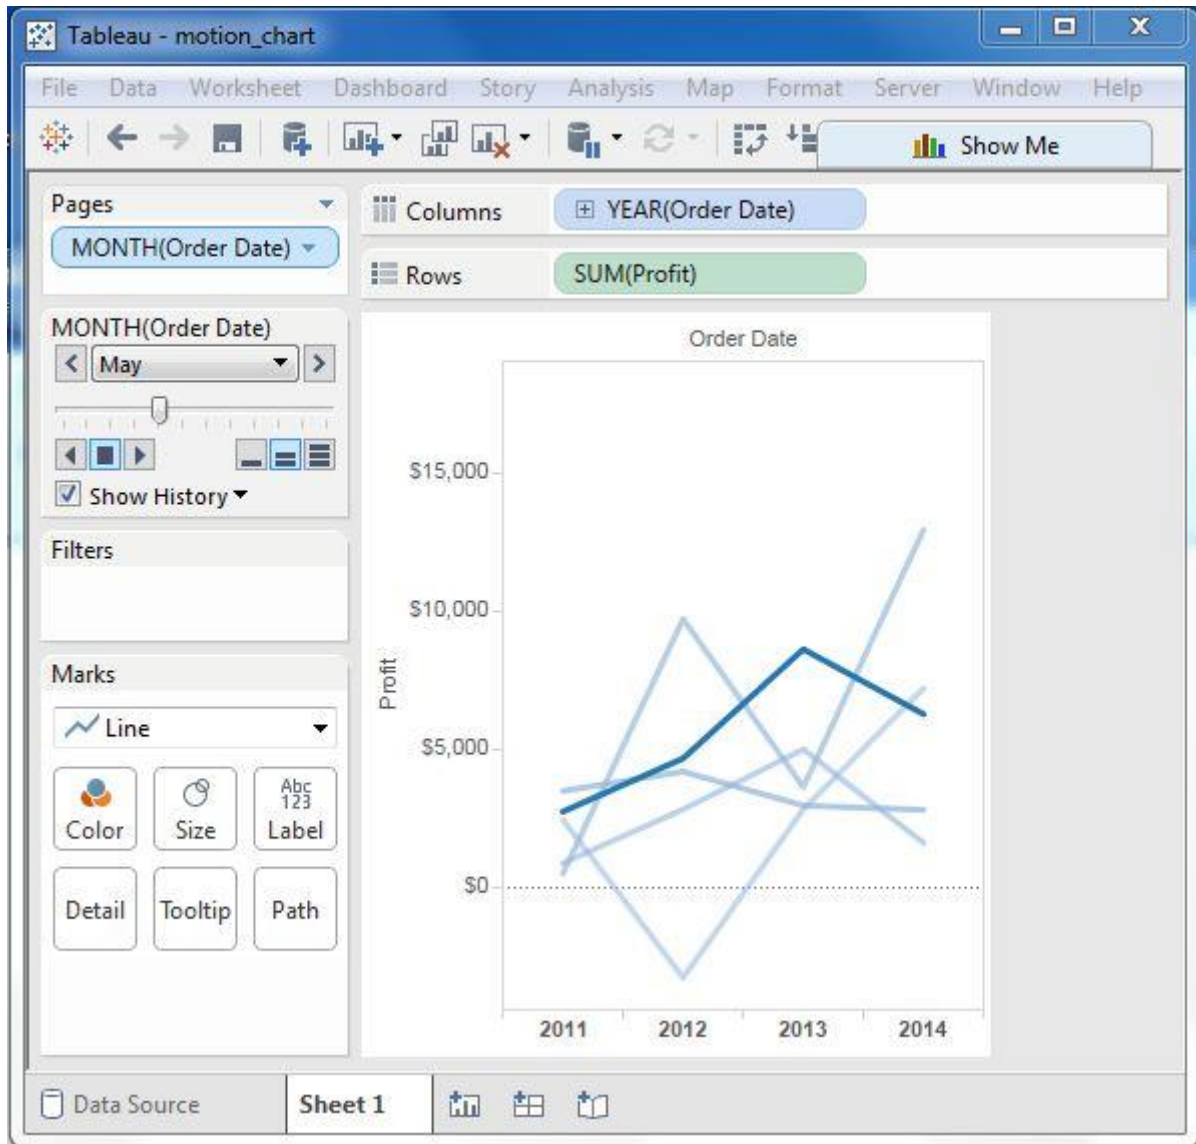 Tableau - motion_chart
File Data Worksheet Dashboard Story Analysis Map Format Server Window Help
Show Me
Pages
MONTH(Order Date)
Columns
YEAR(Order Date)
Rows
SUM(Profit)
MONTH(Order Date)
May
Show History
Filters
Marks
Line
Color
Size
Abc
123
Label
Detail
Tooltip
Path
Order Date
Profit
$15,000
$10,000
$5,000
$0
2011 2012 2013 2014
Data Source
Sheet 1